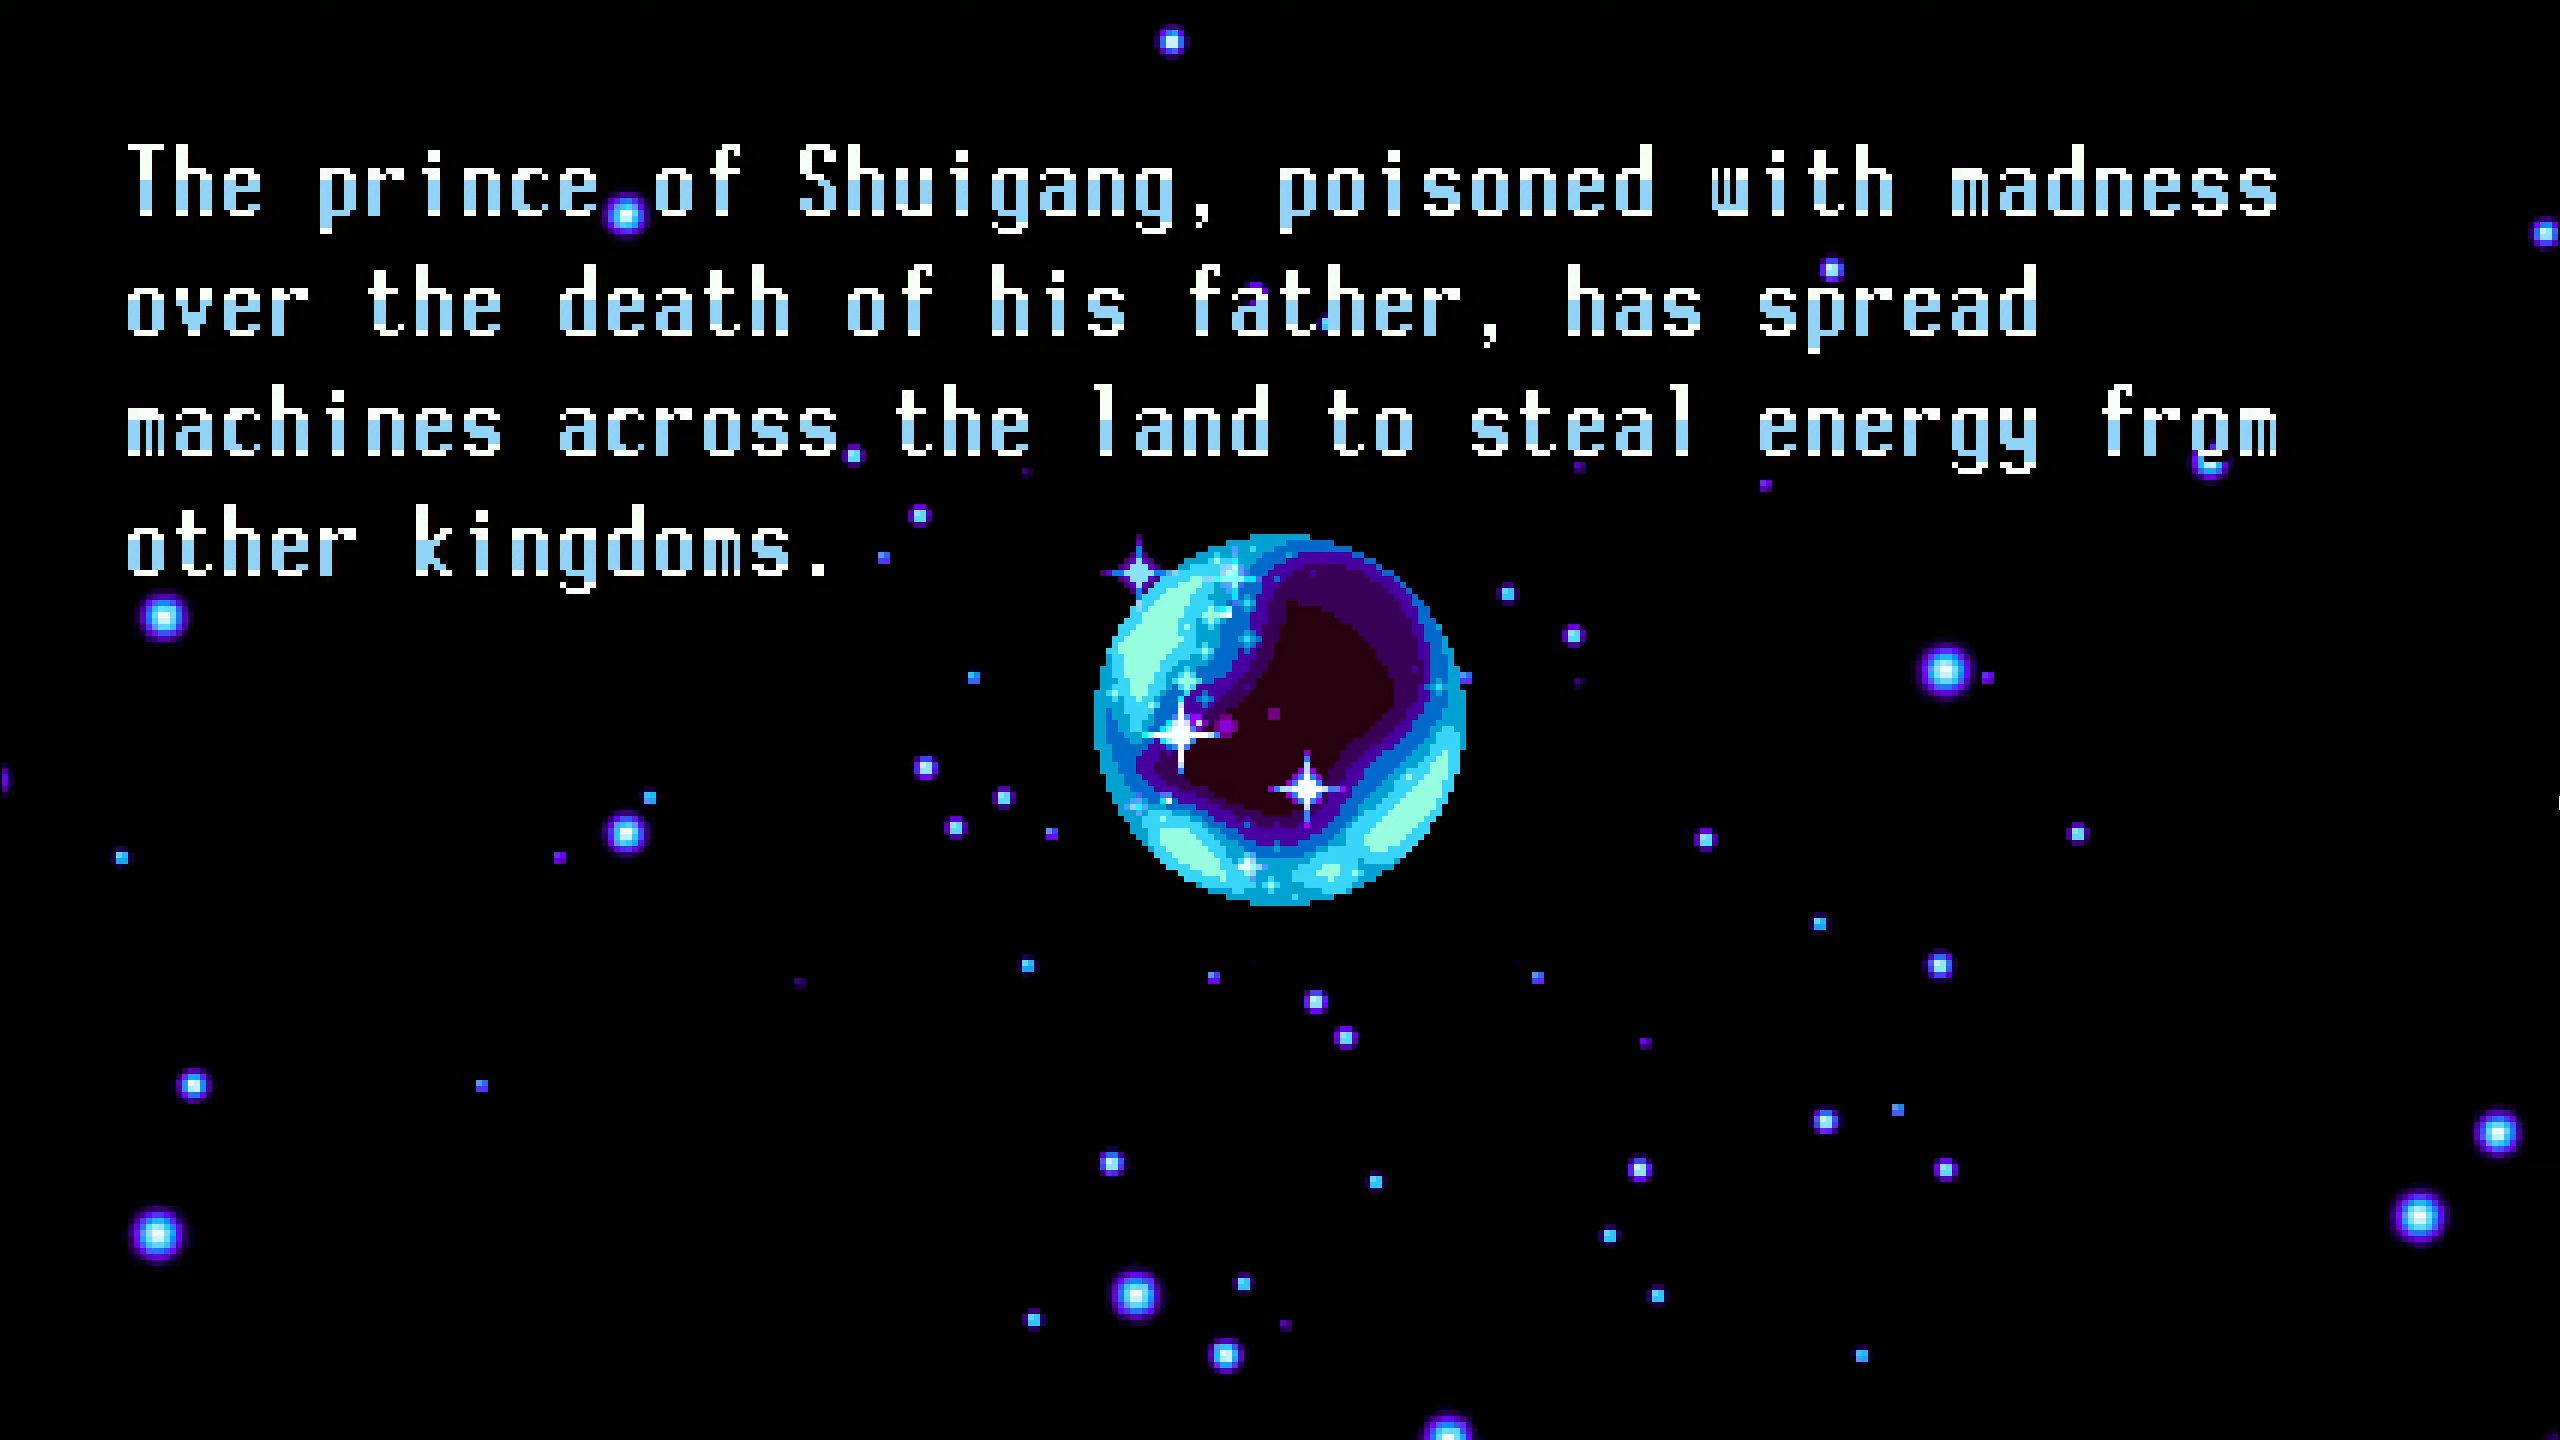 The prince of Shuigang, poisoned with madness
over the death of his father, has spread
machines across the land to steal energy from
other kingdoms.